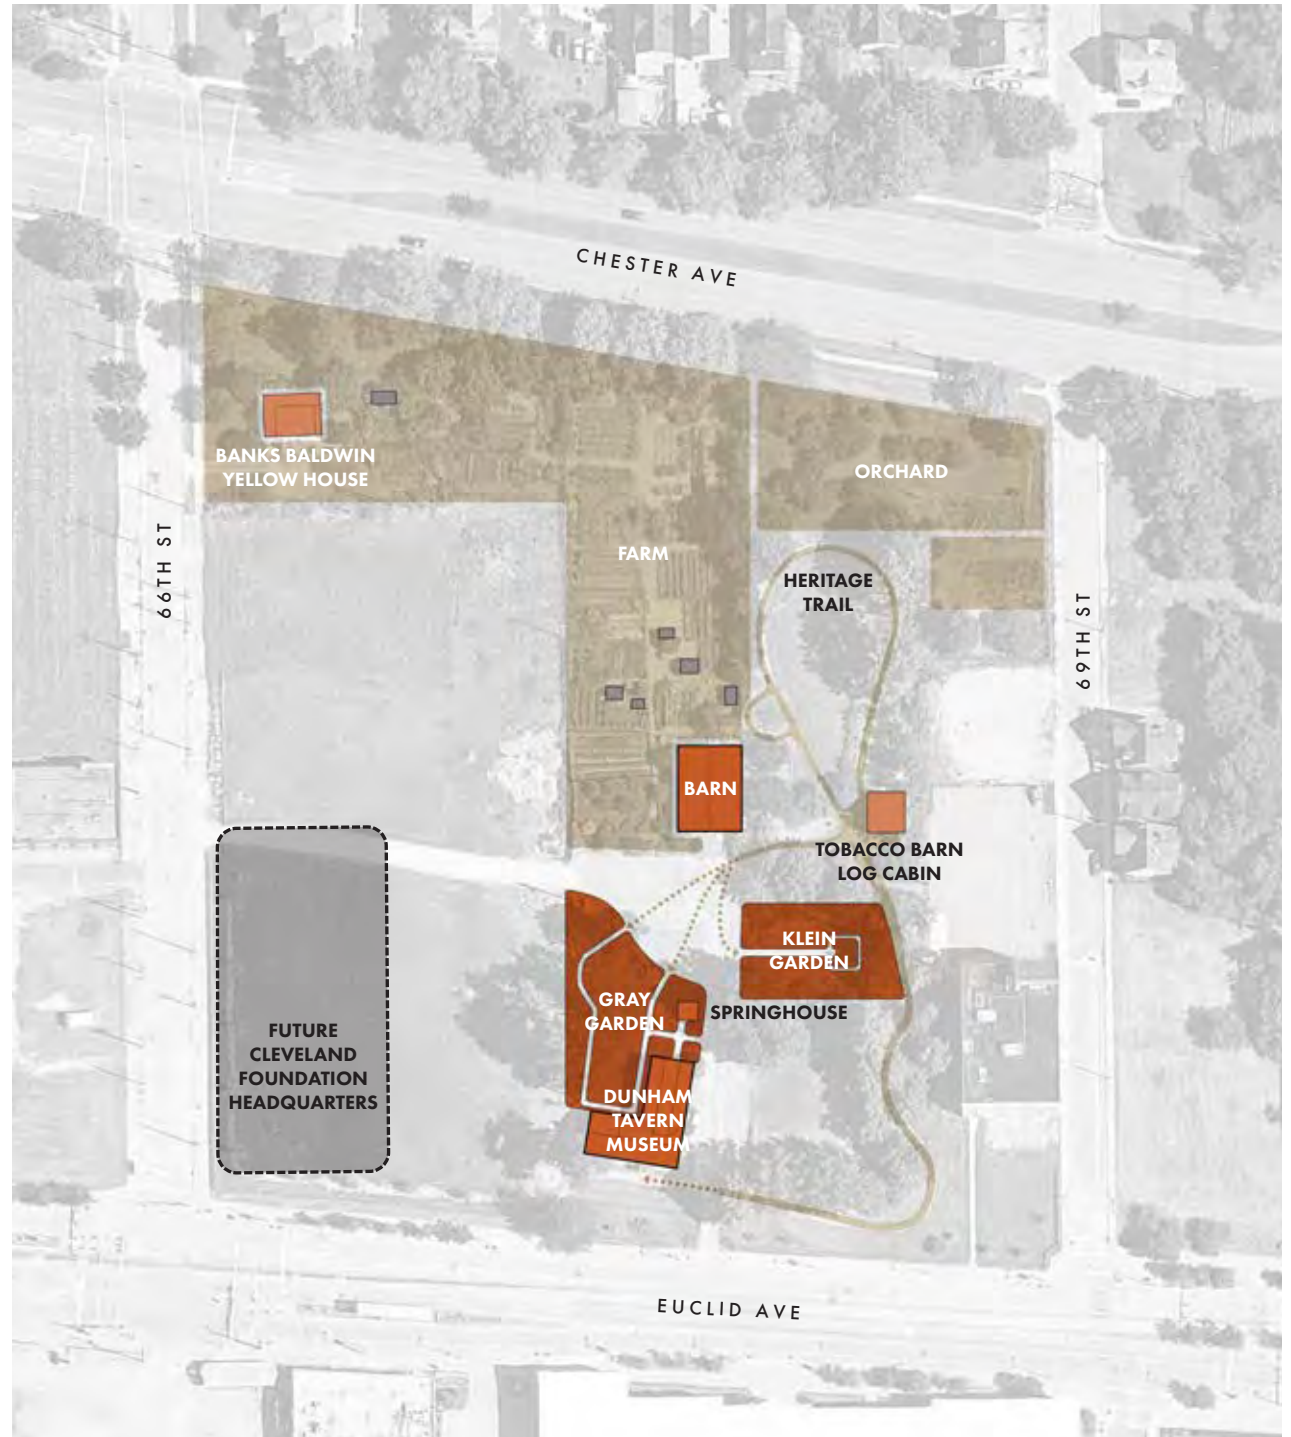 CHESTER AVE
BANKS BALDWIN
YELLOW HOUSE
ORCHARD
66TH ST
FARM
HERITAGE
TRAIL
69TH ST
BARN
TOBACCO BARN
LOG CABIN
KLEIN
GARDEN
GRAY
GARDEN
SPRINGHOUSE
FUTURE
CLEVELAND
FOUNDATION
HEADQUARTERS
DUNHAM
TAVERN
MUSEUM
EUCLID AVE